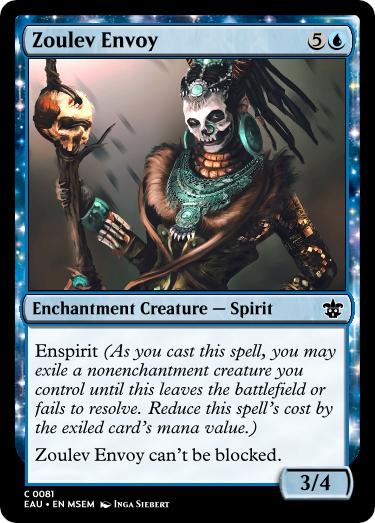 Zoulev Envoy 5
Enchantment Creature — Spirit
Enspirit (As you cast this spell, you may
exile a nonenchantment creature you
control until this leaves the battlefield or
fails to resolve. Reduce this spell's cost by
the exiled card's mana value.)
Zoulev Envoy can't be blocked.
3/4
C 0081
EAU • EN MSEM Inga Siebert